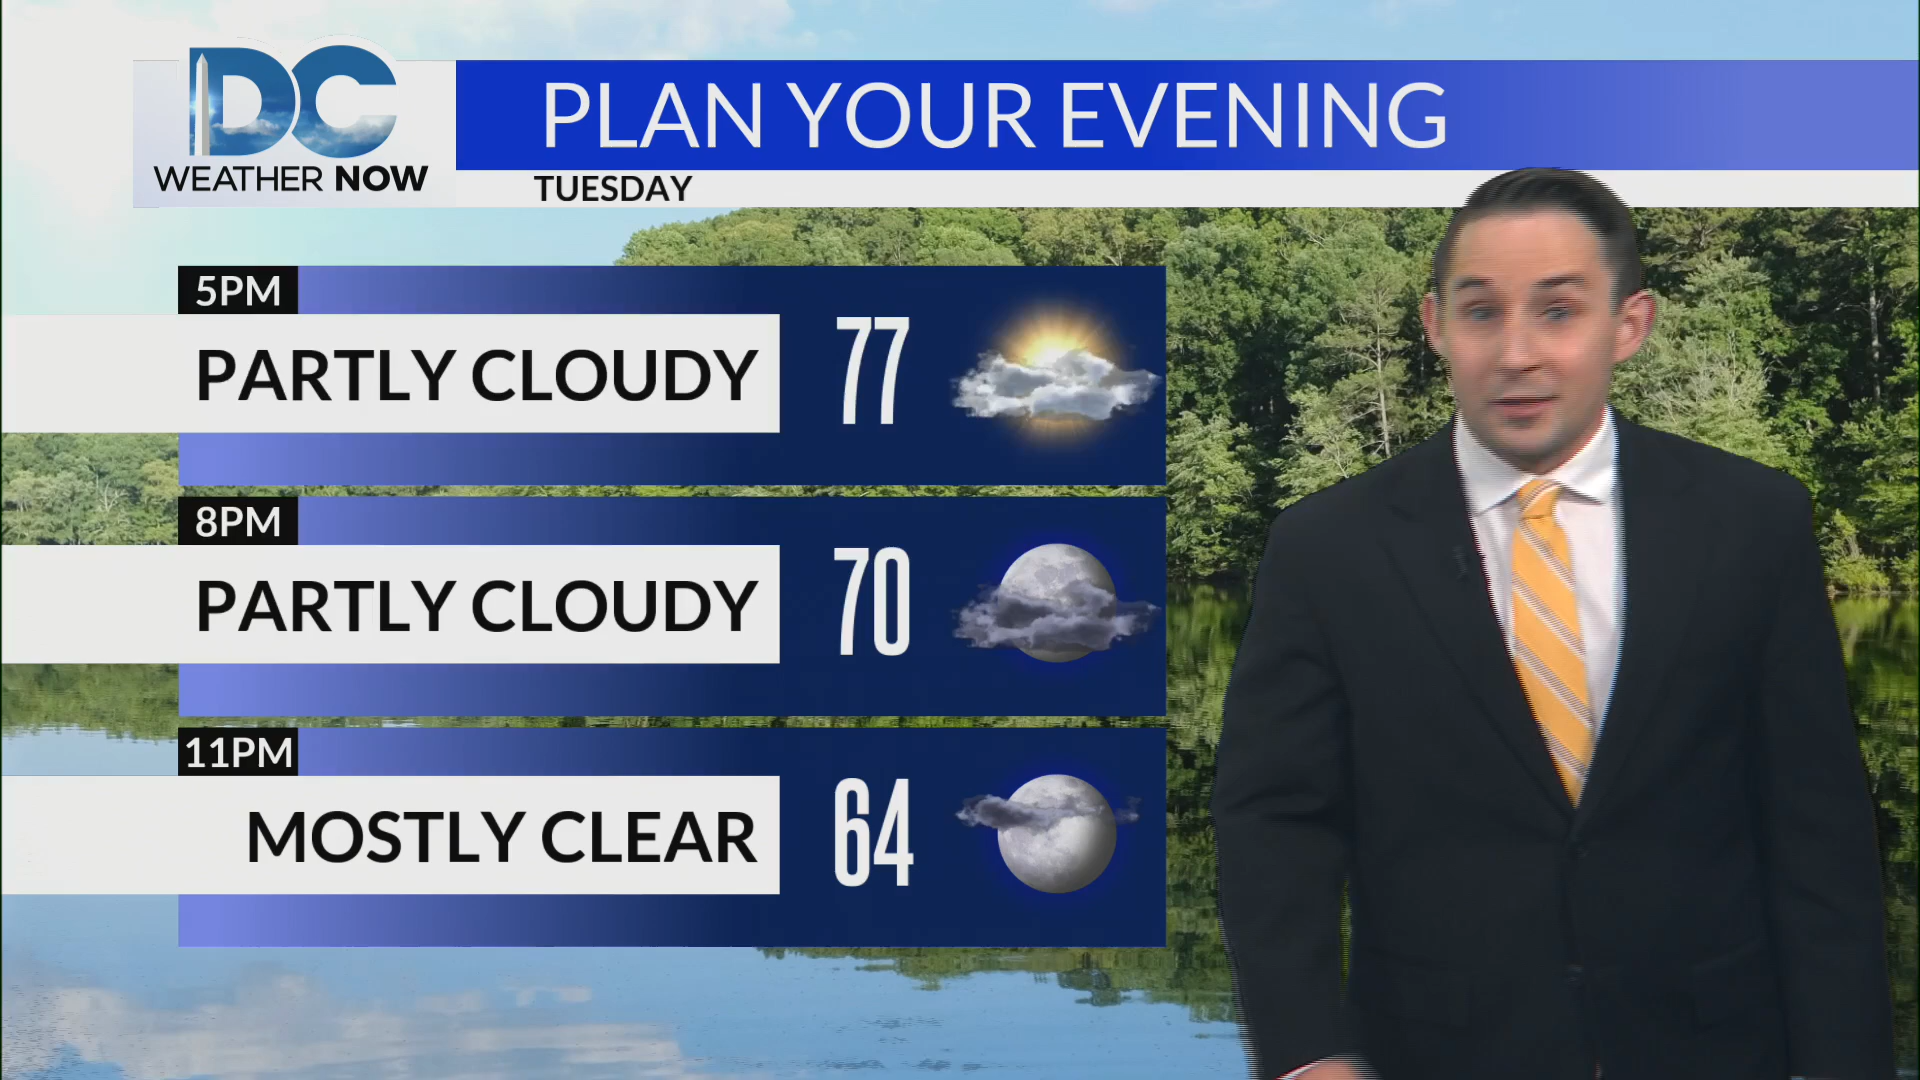 DC
WEATHER NOW
PLAN YOUR EVENING
TUESDAY
5PM
PARTLY CLOUDY
77
8PM
PARTLY CLOUDY
70
11PM
MOSTLY CLEAR
64